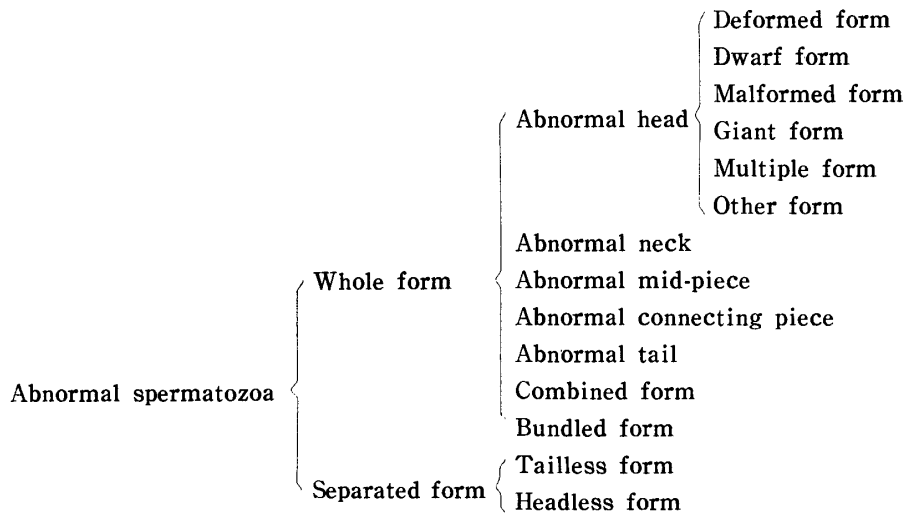 Deformed form
Dwarf form
Malformed form
Abnormal head
Giant form
Multiple form
Other form
Abnormal neck
Whole form
Abnormal mid-piece
Abnormal connecting piece
Abnormal tail
Abnormal spermatozoa
Combined form
Bundled form
Tailless form
Separated form
Headless form